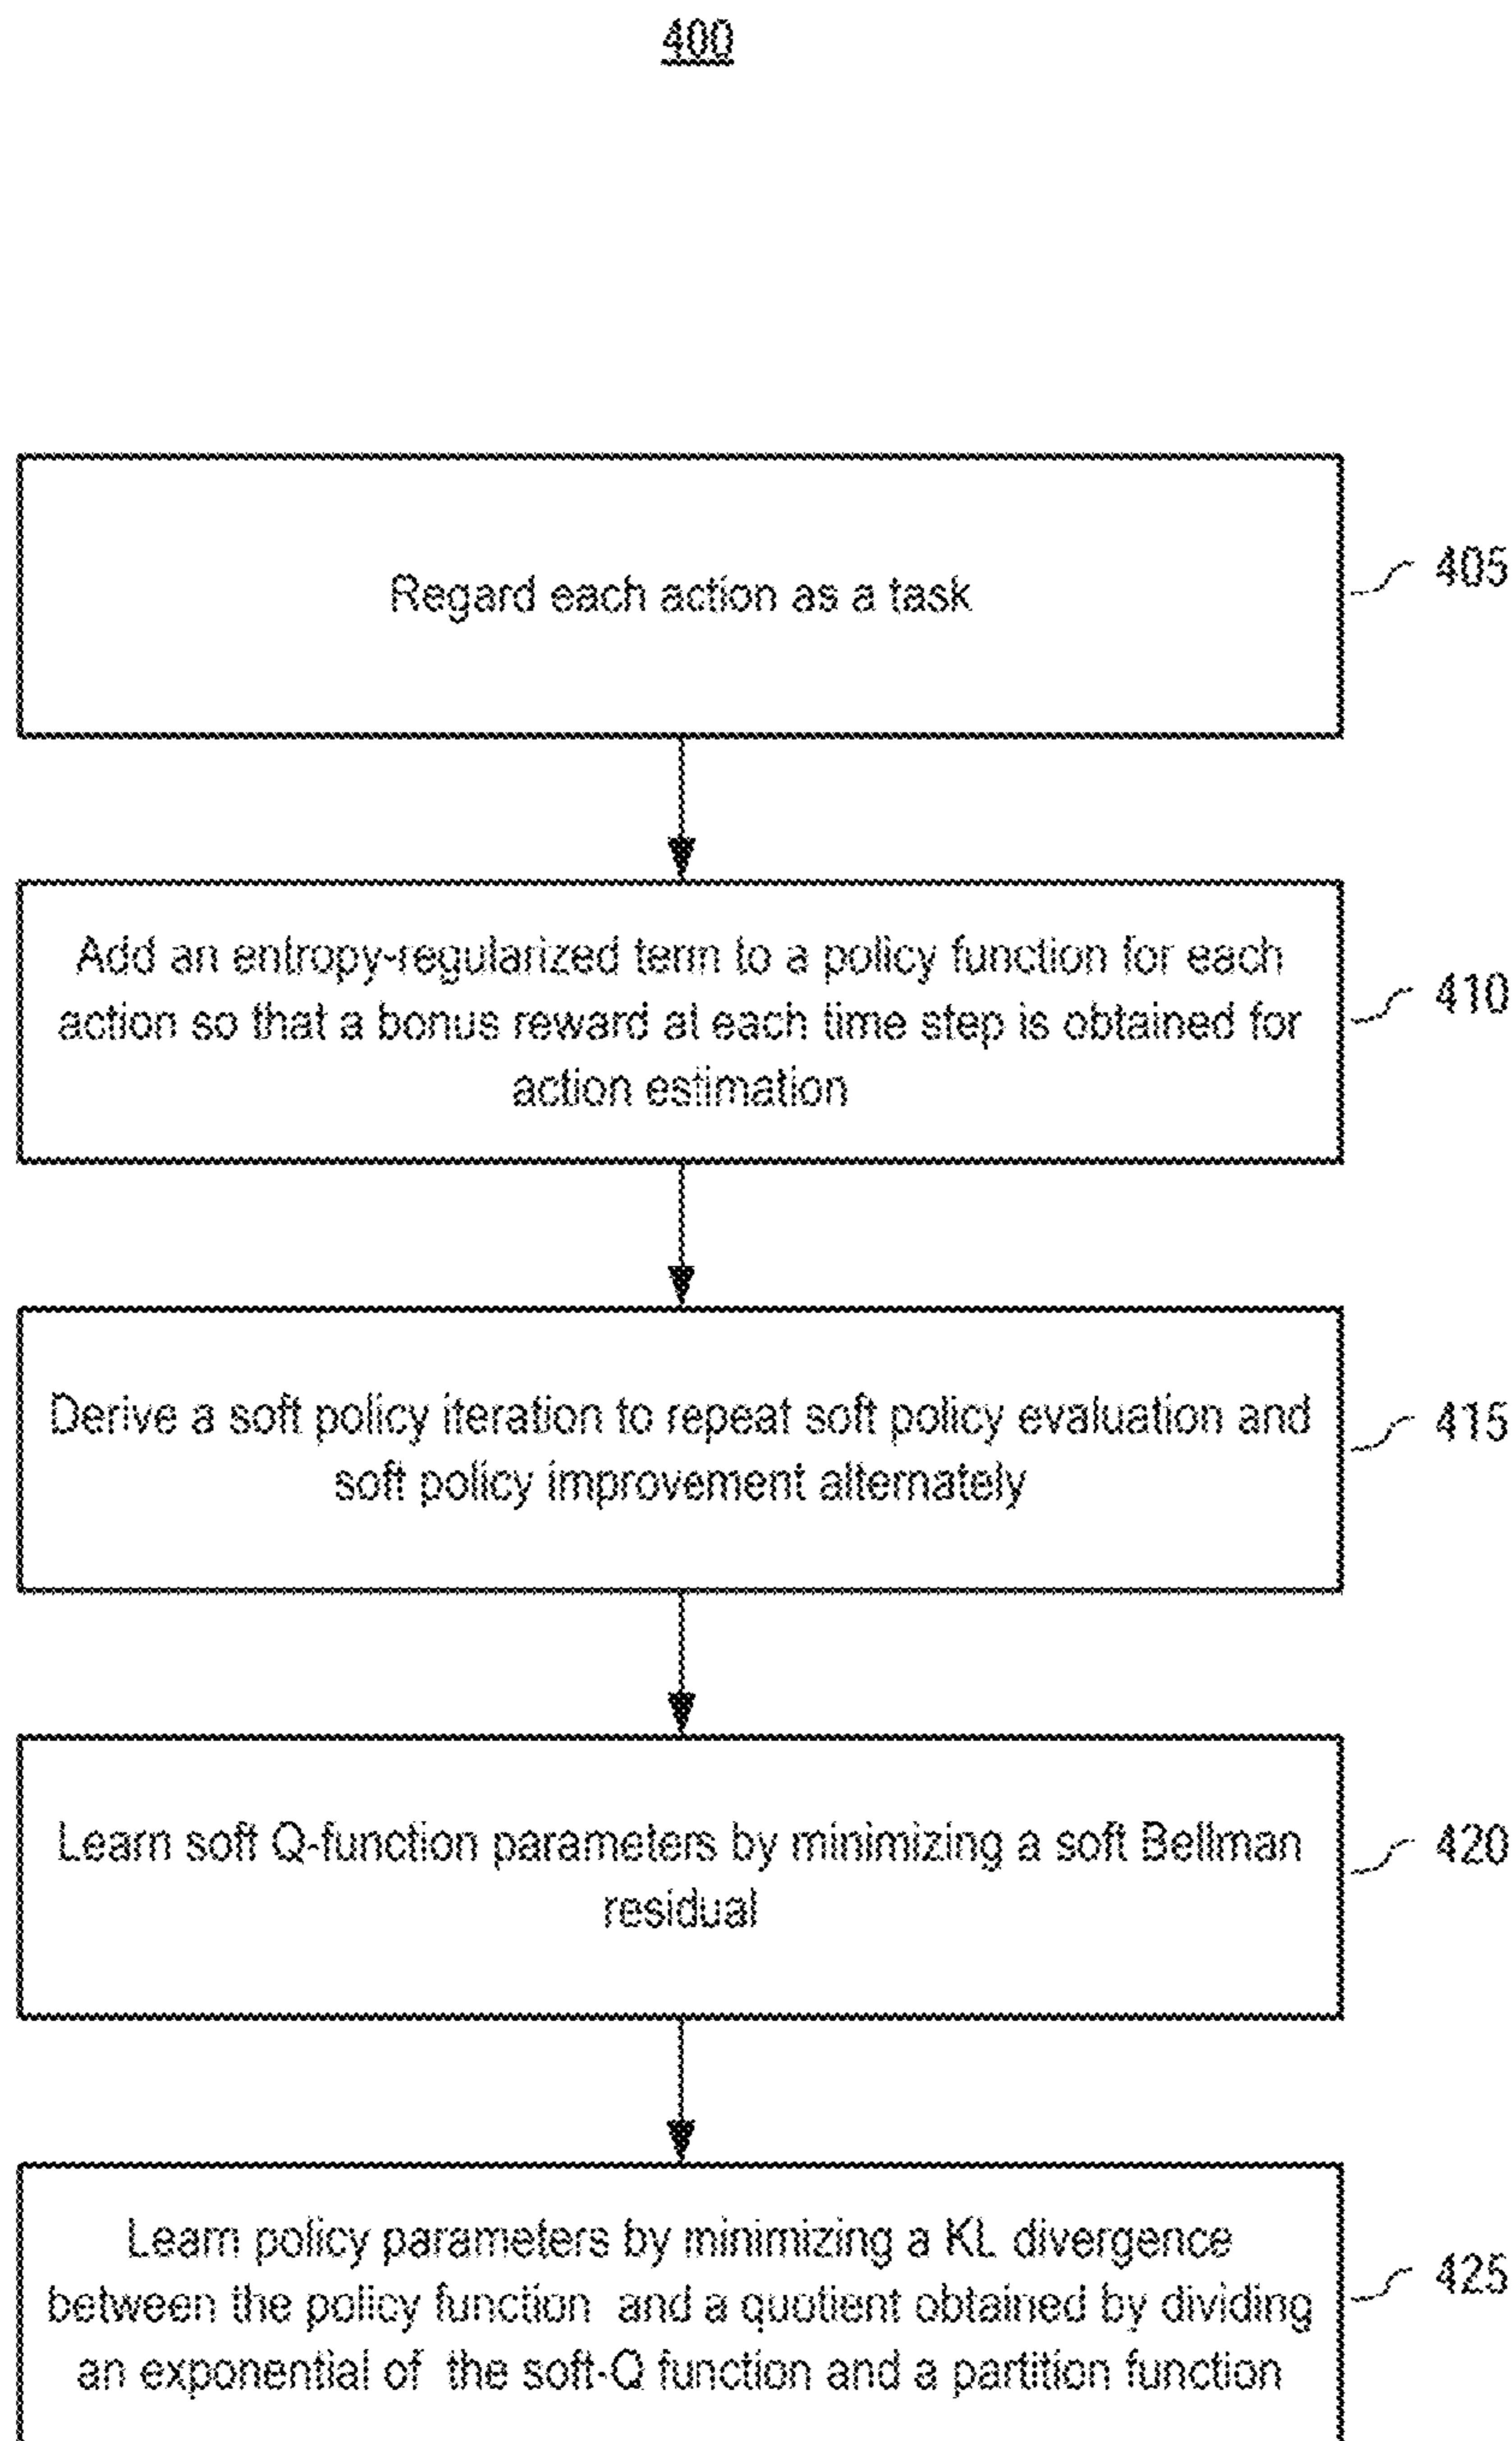 400
Regard each action as a task
405
Add an entropy-regularized term to a policy function for each
action so that a bonus reward at each time step is obtained for
action estimation
410
Derive a soft policy iteration to repeat soft policy evaluation and
soft policy improvement alternately
415
Learn soft Q-function parameters by minimizing a soft Bellman
residual
420
Learn policy parameters by minimizing a KL divergence
between the policy function and a quotient obtained by dividing
an exponential of the soft-Q function and a partition function
425